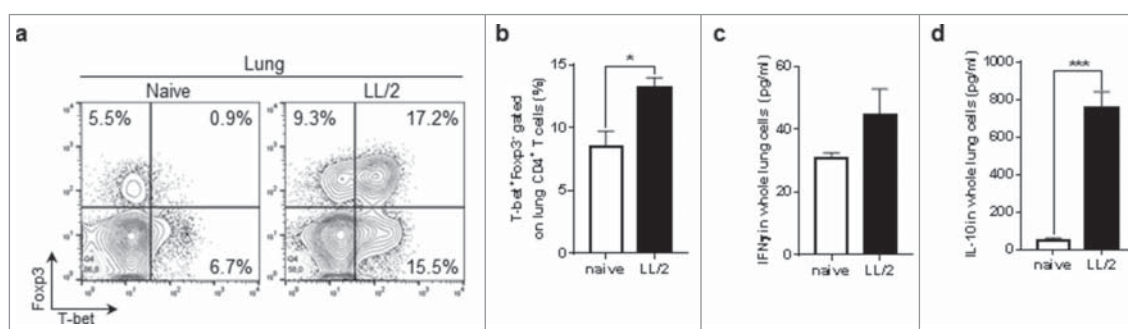 a
Lung
Naive
LL/2
5.5%
0.9%
6.7%
9.3%
17.2%
15.5%
Foxp3
T-bet
b
T-bet⁺Foxp3⁻ gated
on lung CD4⁺ T cells (%)
15
10
5
0
*
naive
LL/2
c
IFNγ in whole lung cells (pg/ml)
60
40
20
0
naive
LL/2
d
IL-10 in whole lung cells (pg/ml)
1000
800
600
400
200
0
***
naive
LL/2